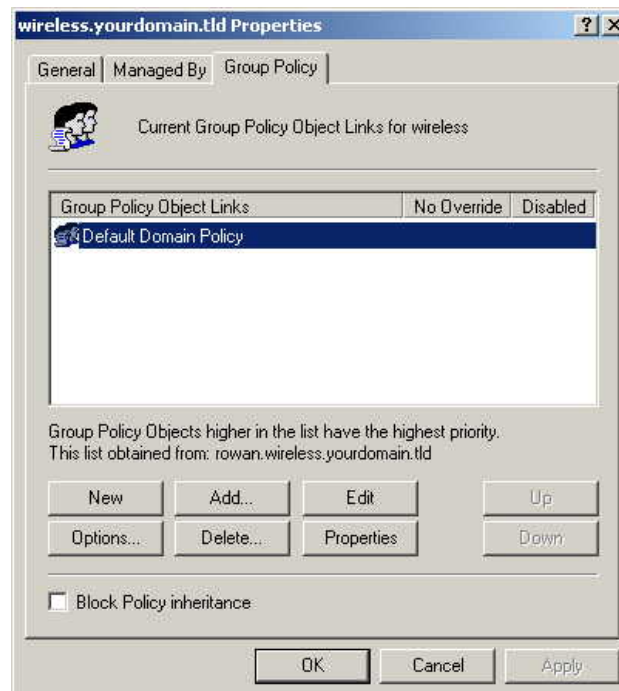 wireless.yourdomain.tld Properties
General Managed By Group Policy
Current Group Policy Object Links for wireless
Group Policy Object Links No Override Disabled
Default Domain Policy
Group Policy Objects higher in the list have the highest priority.
This list obtained from: rowan.wireless.yourdomain.tld
New Add... Edit Up
Options... Delete... Properties Down
Block Policy inheritance
OK Cancel Apply